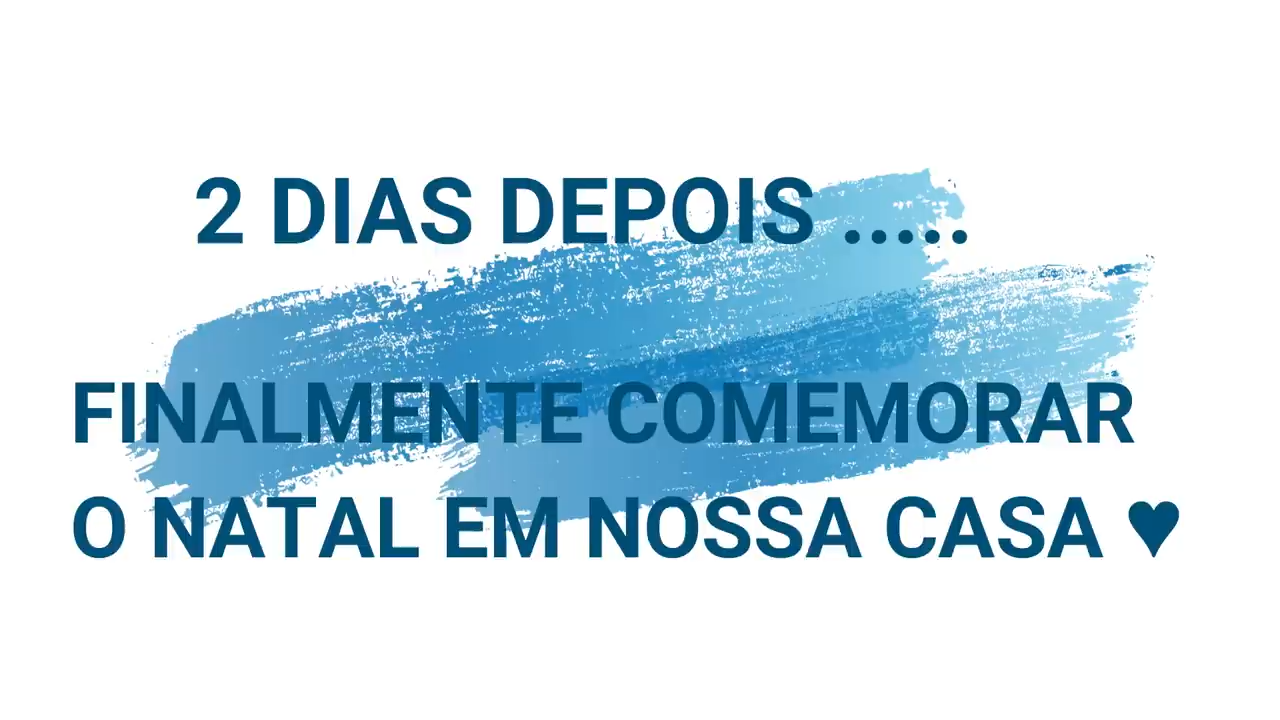 2 DIAS DEPOIS .....
FINALMENTE COMEMORAR
O NATAL EM NOSSA CASA ♥